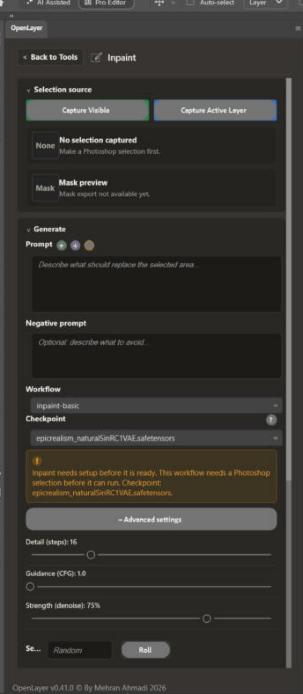 AI Assisted
Pro Editor
Auto-select
Layer
OpenLayer
< Back to Tools
Inpaint
Selection source
Capture Visible
Capture Active Layer
None
No selection captured
Make a Photoshop selection first.
Mask
Mask preview
Mask export not available yet.
Generate
Prompt
Describe what should replace the selected area...
Negative prompt
Optional: describe what to avoid...
Workflow
inpaint-basic
Checkpoint
?
epicrealism_naturalSinRC1VAE.safetensors
!
Inpaint needs setup before it is ready. This workflow needs a Photoshop
selection before it can run. Checkpoint:
epicrealism_naturalSinRC1VAE.safetensors.
– Advanced settings
Detail (steps): 16
Guidance (CFG): 1.0
Strength (denoise): 75%
Se...
Random
Roll
OpenLayer v0.41.0 © By Mehran Ahmadi 2026